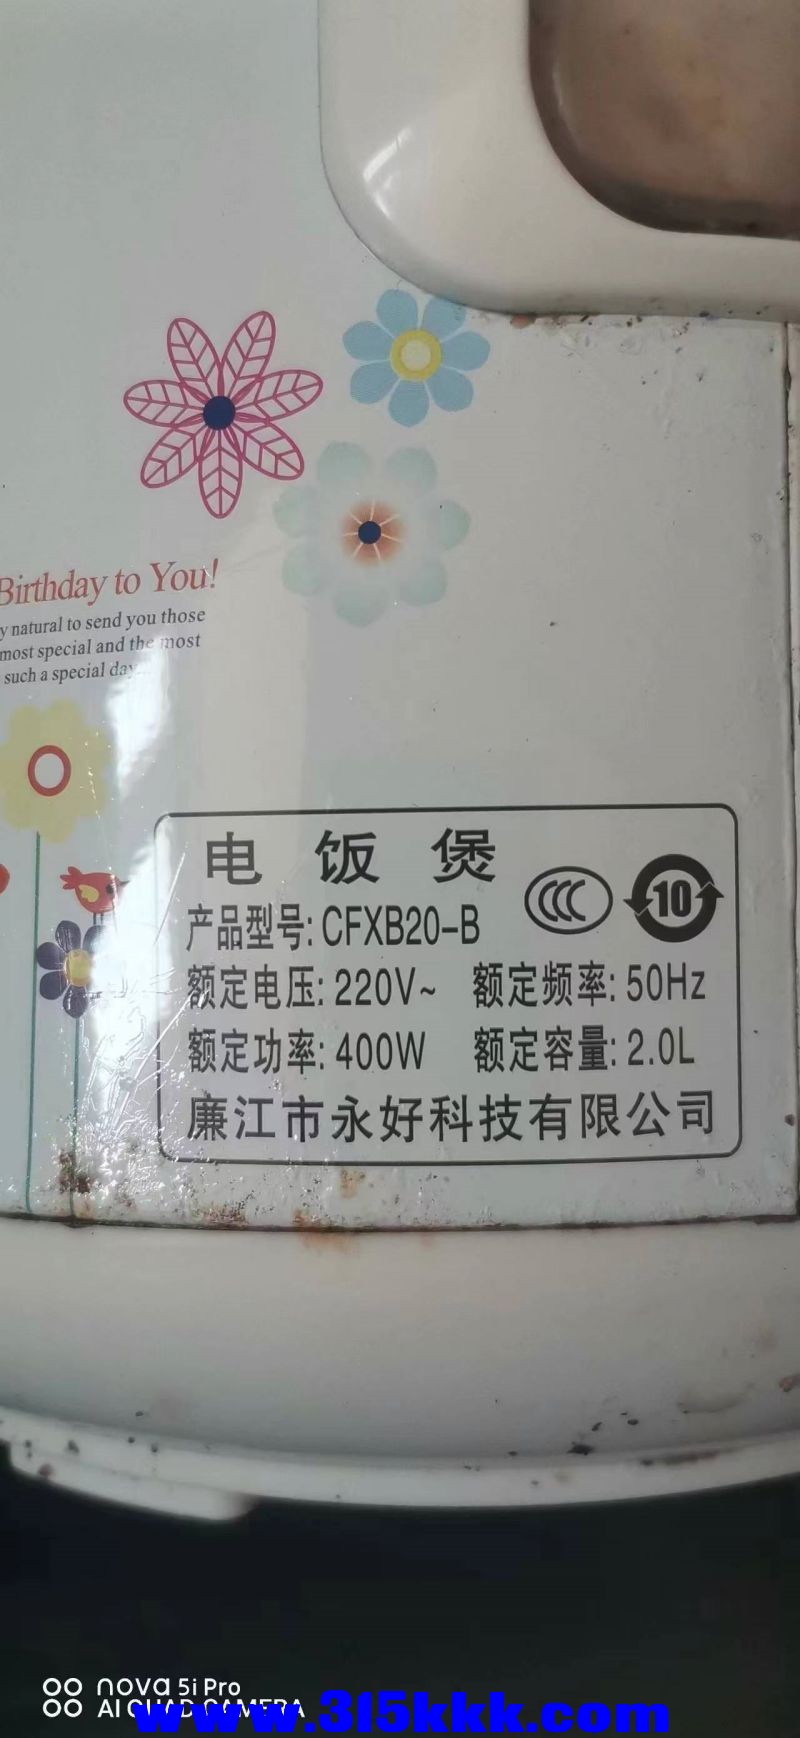 Birthday to You!
y natural to send you those
most special and the most
such a special day...
电饭煲
CCC
10
产品型号: CFXB20-B
额定电压: 220V~ 额定频率: 50Hz
额定功率: 400W 额定容量: 2.0L
廉江市永好科技有限公司
nova 5i Pro
AI QUAD CAMERA
www.315kkk.com